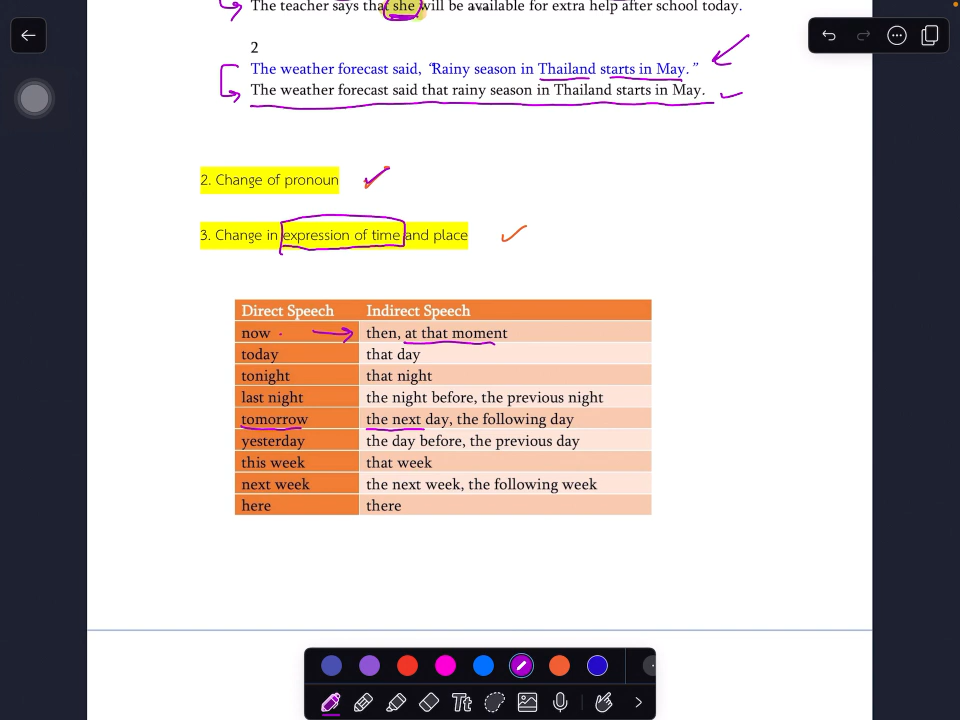 The teacher says that she will be available for extra help after school today.
2
The weather forecast said, “Rainy season in Thailand starts in May.”
The weather forecast said that rainy season in Thailand starts in May.
2. Change of pronoun
3. Change in expression of time and place
Direct Speech Indirect Speech
now then, at that moment
today that day
tonight that night
last night the night before, the previous night
tomorrow the next day, the following day
yesterday the day before, the previous day
this week that week
next week the next week, the following week
here there
Tt